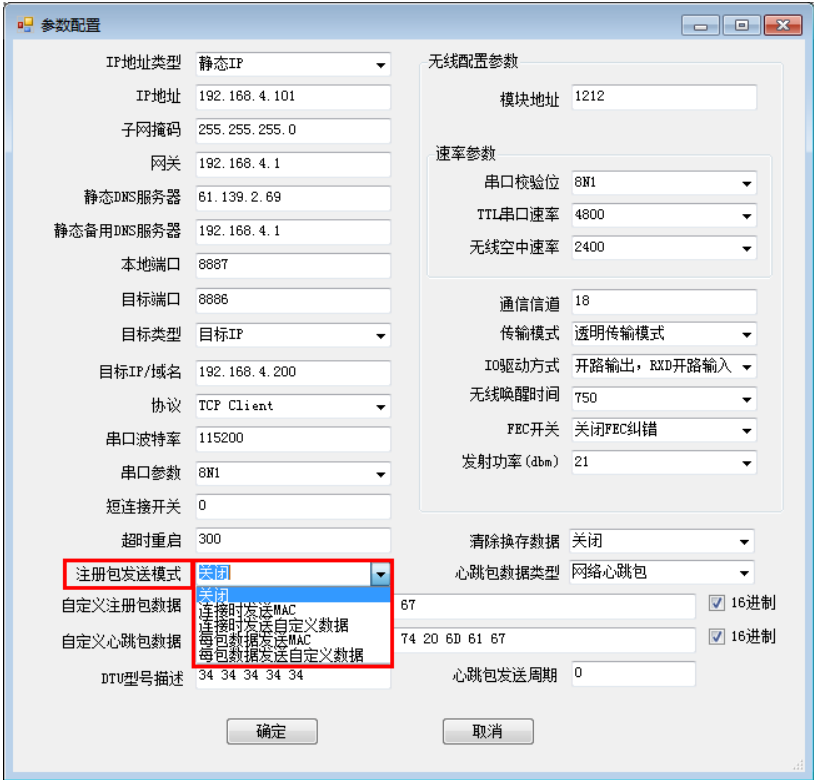 参数配置
IP地址类型 静态IP
IP地址 192.168.4.101
子网掩码 255.255.255.0
网关 192.168.4.1
静态DNS服务器 61.139.2.69
静态备用DNS服务器 192.168.4.1
本地端口 8887
目标端口 8886
目标类型 目标IP
目标IP/域名 192.168.4.200
协议 TCP Client
串口波特率 115200
串口参数 8N1
短连接开关 0
超时重启 300
注册包发送模式 关闭
关闭
连接时发送MAC
连接时发送自定义数据
每包数据发送MAC
每包数据发送自定义数据
无线配置参数
模块地址 1212
速率参数
串口校验位 8N1
TTL串口速率 4800
无线空中速率 2400
通信信道 18
传输模式 透明传输模式
IO驱动方式 开路输出，RXD开路输入
无线唤醒时间 750
FEC开关 关闭FEC纠错
发射功率(dbm) 21
清除换存数据 关闭
心跳包数据类型 网络心跳包
自定义注册包数据 67 16进制
自定义心跳包数据 74 20 6D 61 67 16进制
DTU型号描述 34 34 34 34 34
心跳包发送周期 0
确定 取消